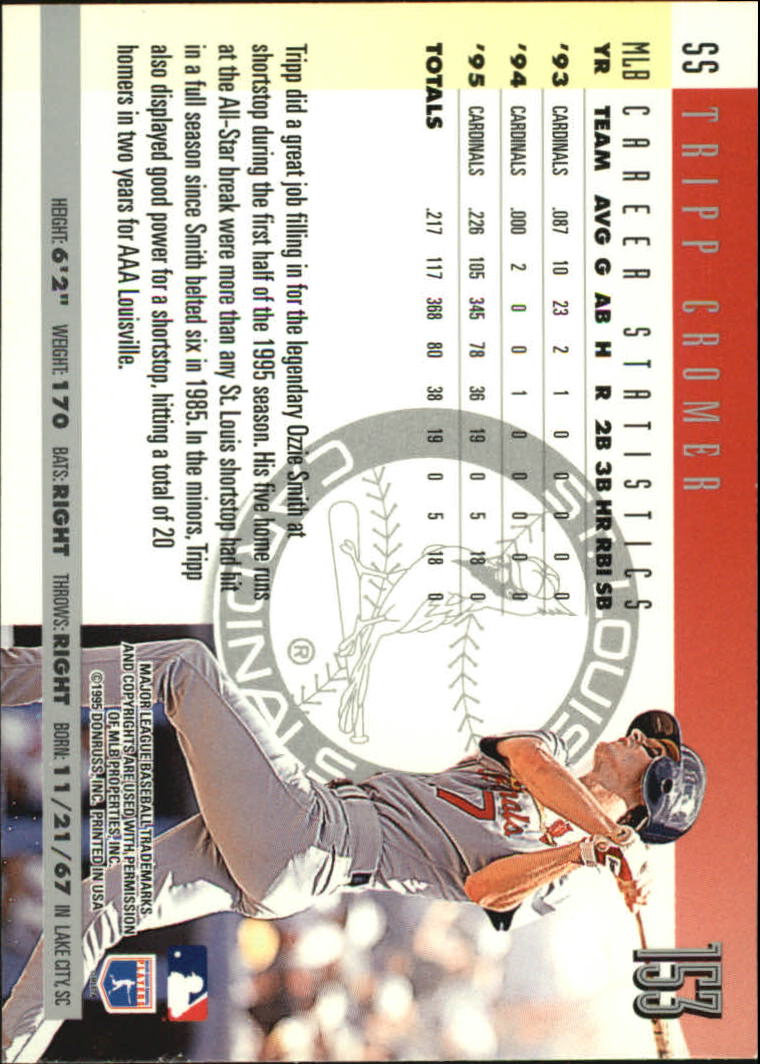 SS TRIPP CROMER
153
MLB CAREER STATISTICS
YR TEAM AVG G AB H R 2B 3B HR RBI SB
'93 CARDINALS .087 10 23 2 1 0 0 0 0 0
'94 CARDINALS .000 2 0 0 1 0 0 0 0 0
'95 CARDINALS .226 105 345 78 36 19 0 5 18 0
TOTALS .217 117 368 80 38 19 0 5 18 0
ST. LOUIS
CARDINALS
®
Tripp did a great job filling in for the legendary Ozzie Smith at
shortstop during the first half of the 1995 season. His five home runs
at the All-Star break were more than any St. Louis shortstop had hit
in a full season since Smith belted six in 1985. In the minors, Tripp
also displayed good power for a shortstop, hitting a total of 20
homers in two years for AAA Louisville.
nals
7
MAJOR LEAGUE BASEBALL TRADEMARKS
AND COPYRIGHTS ARE USED WITH PERMISSION
OF MLB PROPERTIES, INC.
©1995 DONRUSS, INC. PRINTED IN USA
PLAYERS
HEIGHT: 6'2" WEIGHT: 170 BATS: RIGHT THROWS: RIGHT BORN: 11/21/67 IN LAKE CITY, SC